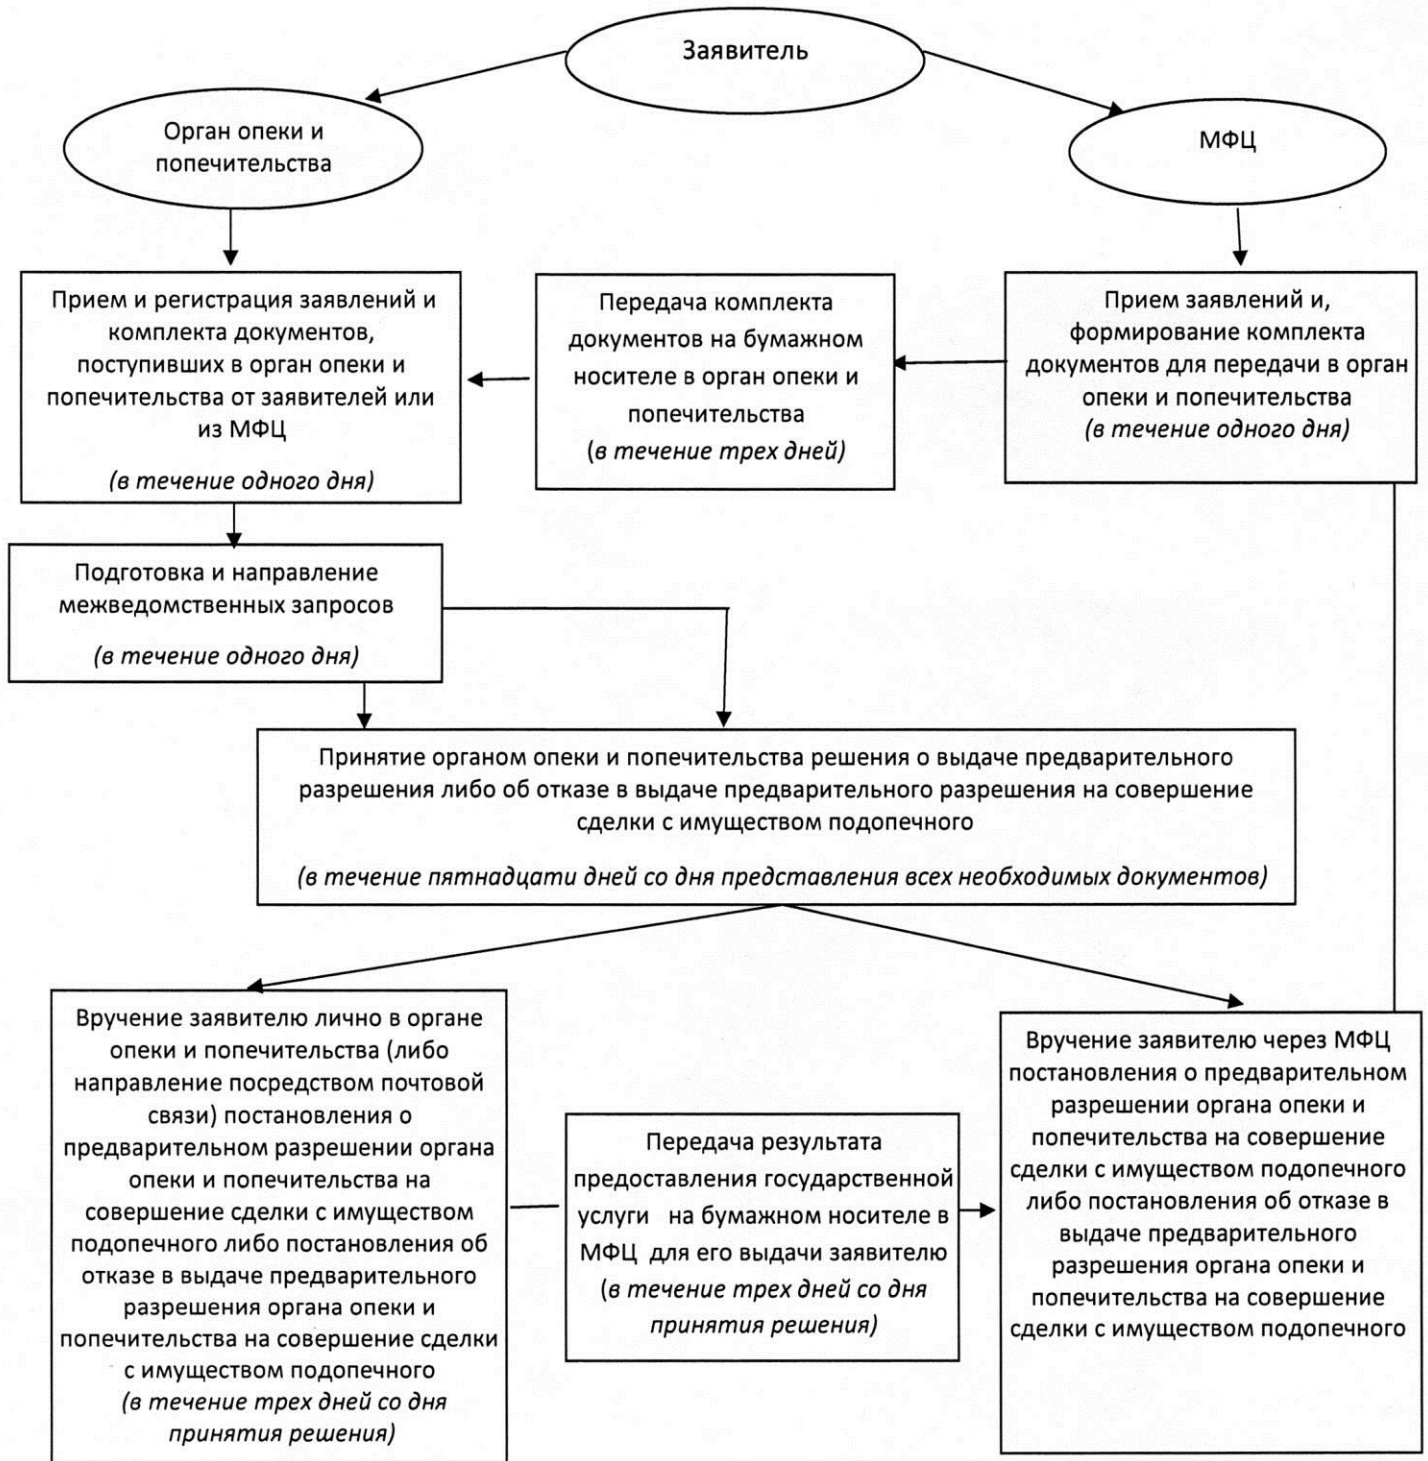 Заявитель
Орган опеки и
попечительства
МФЦ
Прием и регистрация заявлений и
комплекта документов,
поступивших в орган опеки и
попечительства от заявителей или
из МФЦ
(в течение одного дня)
Передача комплекта
документов на бумажном
носителе в орган опеки и
попечительства
(в течение трех дней)
Прием заявлений и,
формирование комплекта
документов для передачи в орган
опеки и попечительства
(в течение одного дня)
Подготовка и направление
межведомственных запросов
(в течение одного дня)
Принятие органом опеки и попечительства решения о выдаче предварительного
разрешения либо об отказе в выдаче предварительного разрешения на совершение
сделки с имуществом подопечного
(в течение пятнадцати дней со дня представления всех необходимых документов)
Вручение заявителю лично в органе
опеки и попечительства (либо
направление посредством почтовой
связи) постановления о
предварительном разрешении органа
опеки и попечительства на
совершение сделки с имуществом
подопечного либо постановления об
отказе в выдаче предварительного
разрешения органа опеки и
попечительства на совершение сделки
с имуществом подопечного
(в течение трех дней со дня
принятия решения)
Передача результата
предоставления государственной
услуги на бумажном носителе в
МФЦ для его выдачи заявителю
(в течение трех дней со дня
принятия решения)
Вручение заявителю через МФЦ
постановления о предварительном
разрешении органа опеки и
попечительства на совершение
сделки с имуществом подопечного
либо постановления об отказе в
выдаче предварительного
разрешения органа опеки и
попечительства на совершение
сделки с имуществом подопечного